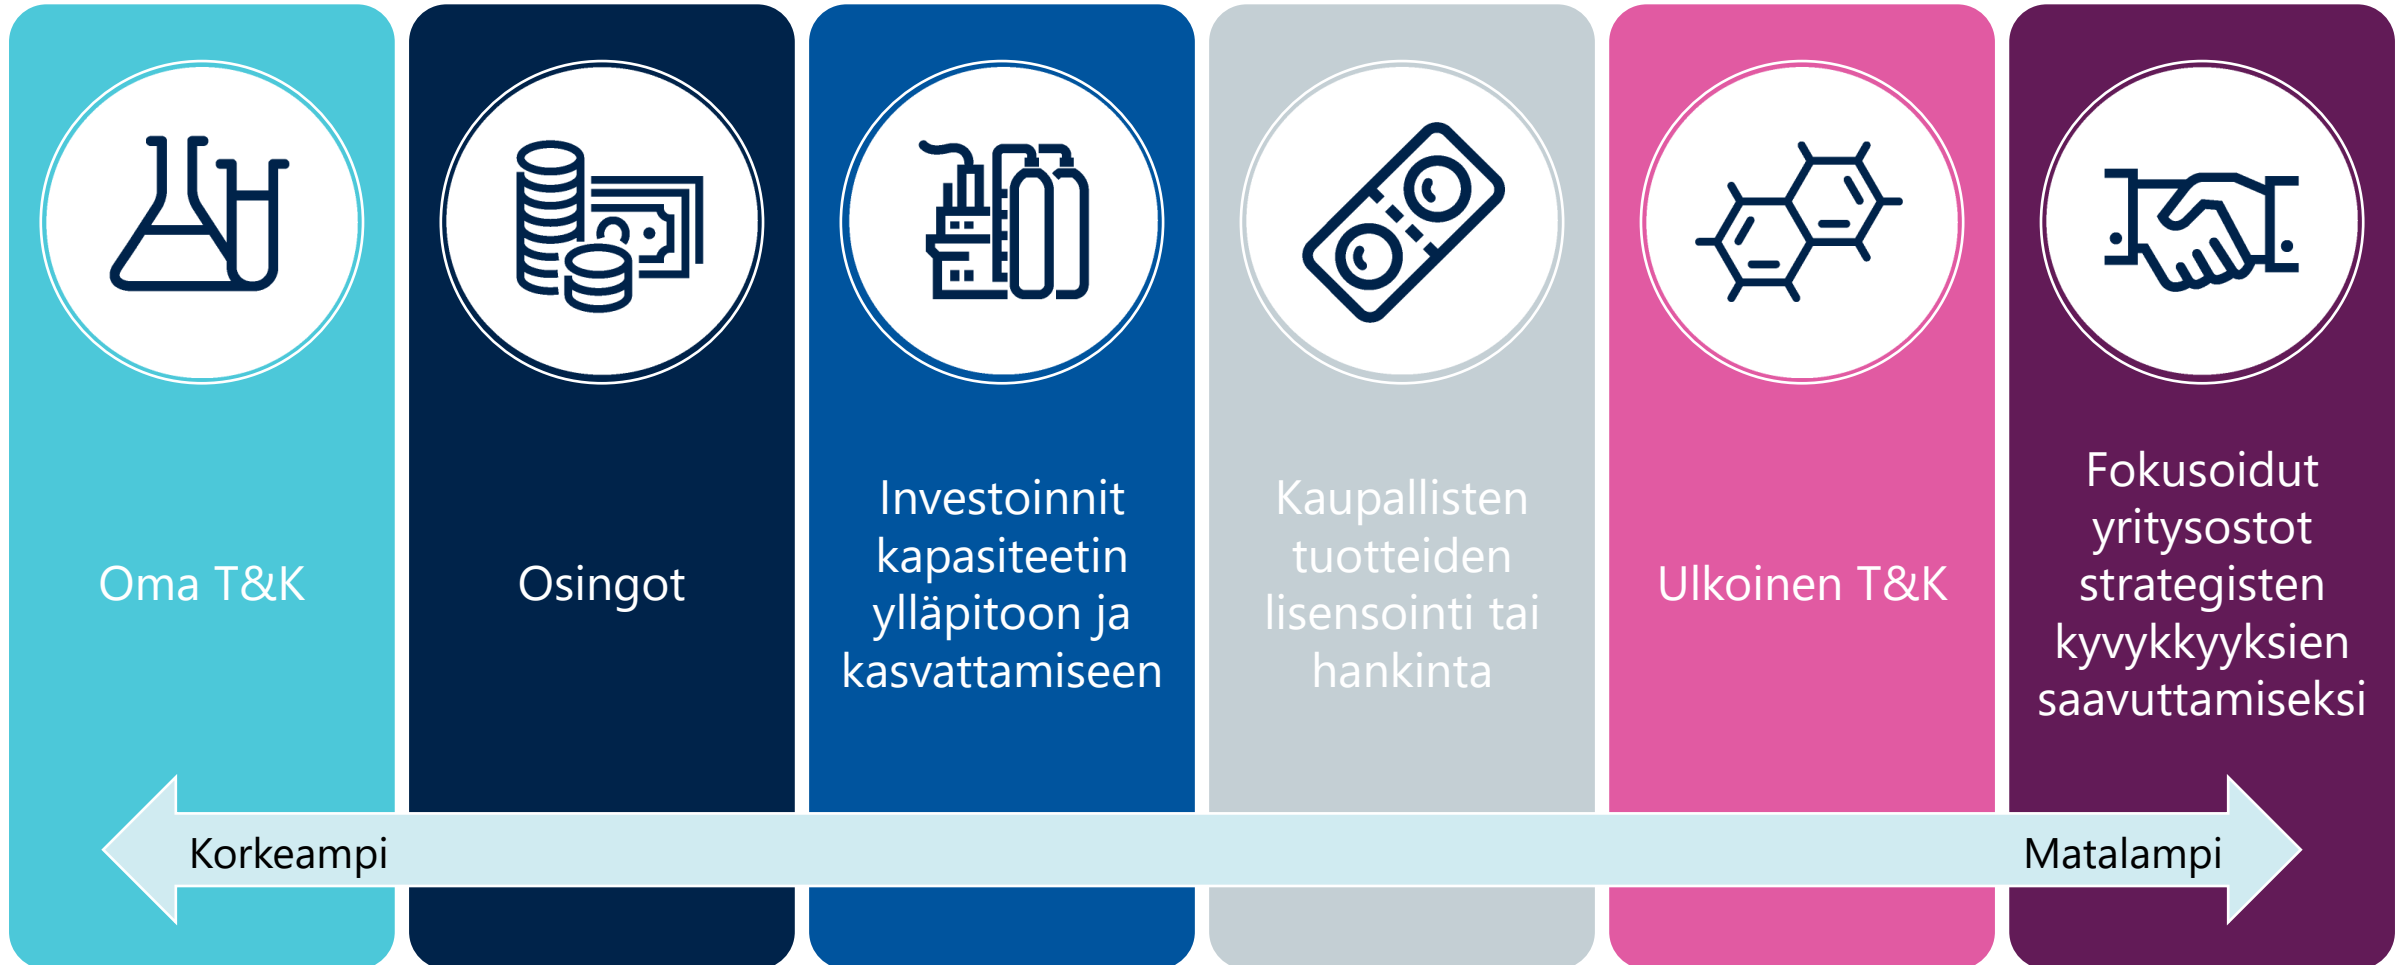 Oma T&K
Osingot
Investoinnit
kapasiteetin
ylläpitoon ja
kasvattamiseen
Kaupallisten
tuotteiden
lisensointi tai
hankinta
Ulkoinen T&K
Fokusoidut
yritysostot
strategisten
kyvykkyyksien
saavuttamiseksi
Korkeampi
Matalampi